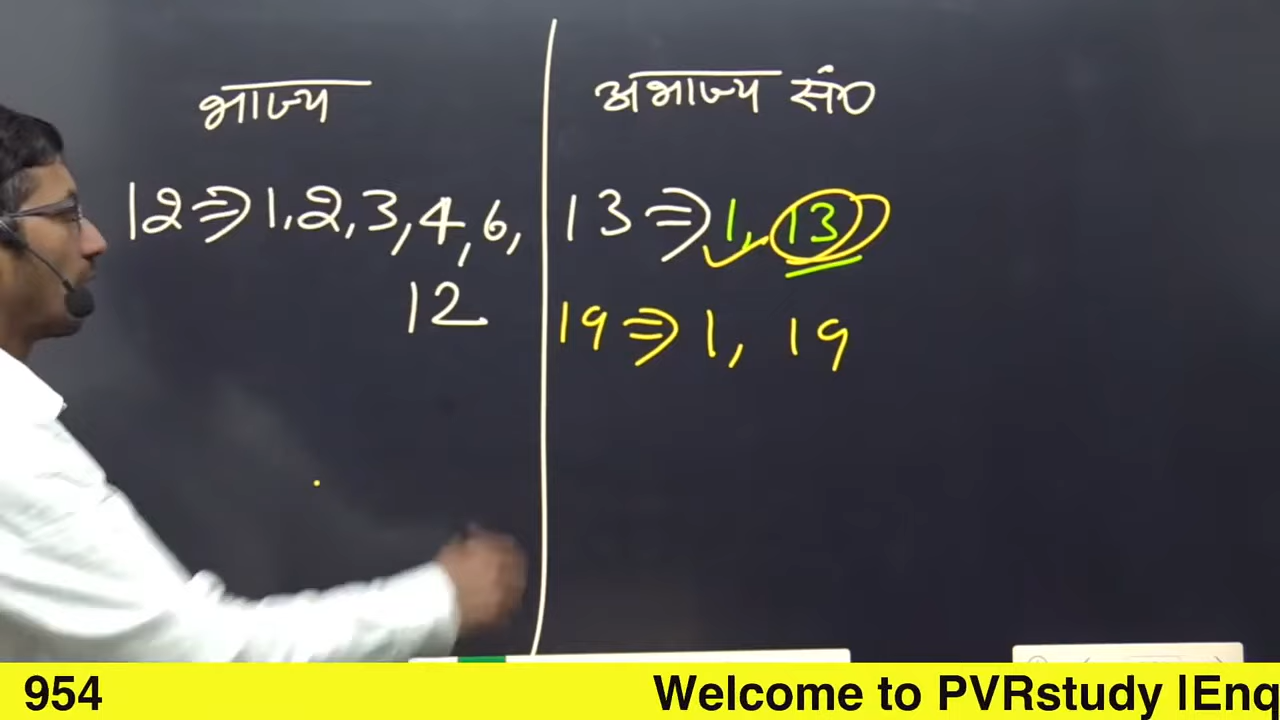 भाज्य
12⇒1,2,3,4,6,
12
अभाज्य सं०
13⇒1,13
19⇒1, 19
954
Welcome to PVRstudy |Enq